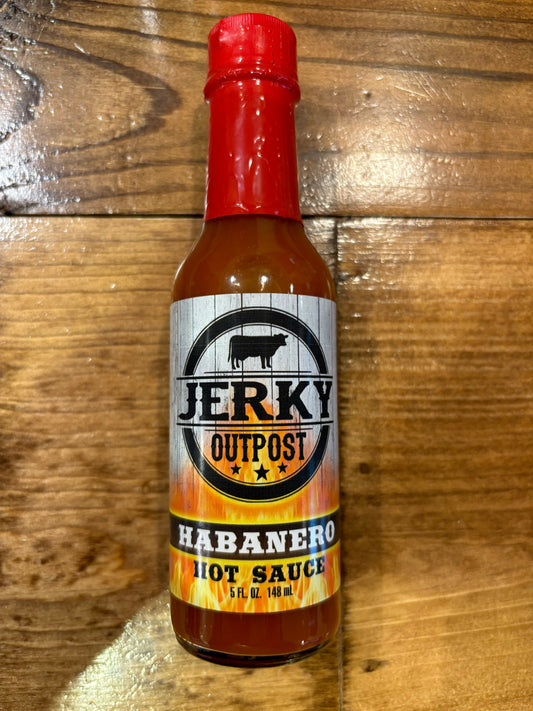 JERKY
OUTPOST
HABANERO
HOT SAUCE
5 FL. OZ. 148 mL